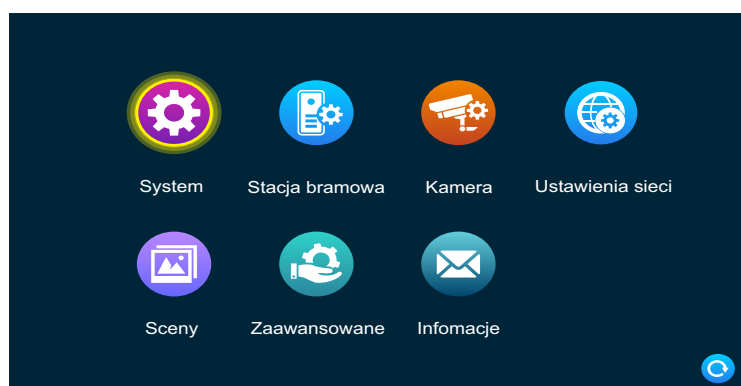 System
Stacja bramowa
Kamera
Ustawienia sieci
Sceny
Zaawansowane
Infomacje